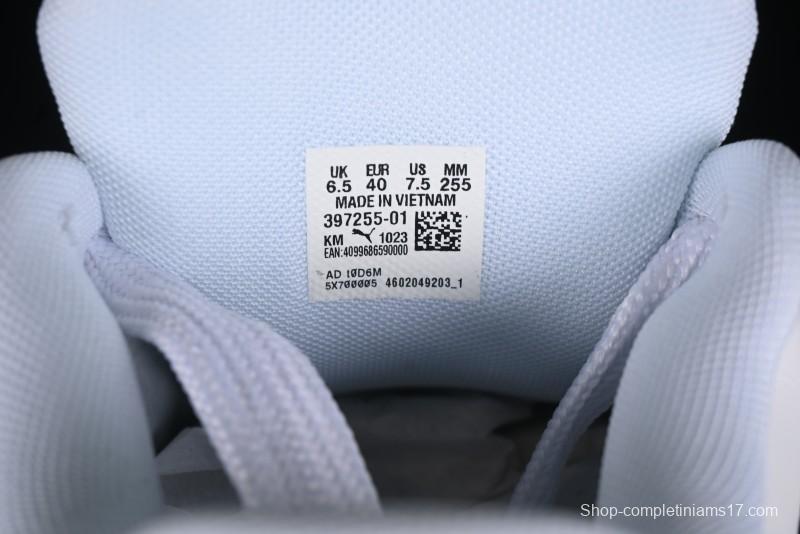 UK EUR US MM
6.5 40 7.5 255
MADE IN VIETNAM
397255-01
KM 1023
EAN:4099686590000
AD 10D6M
5X700005 4602049203_1
Shop-completiniams17.com